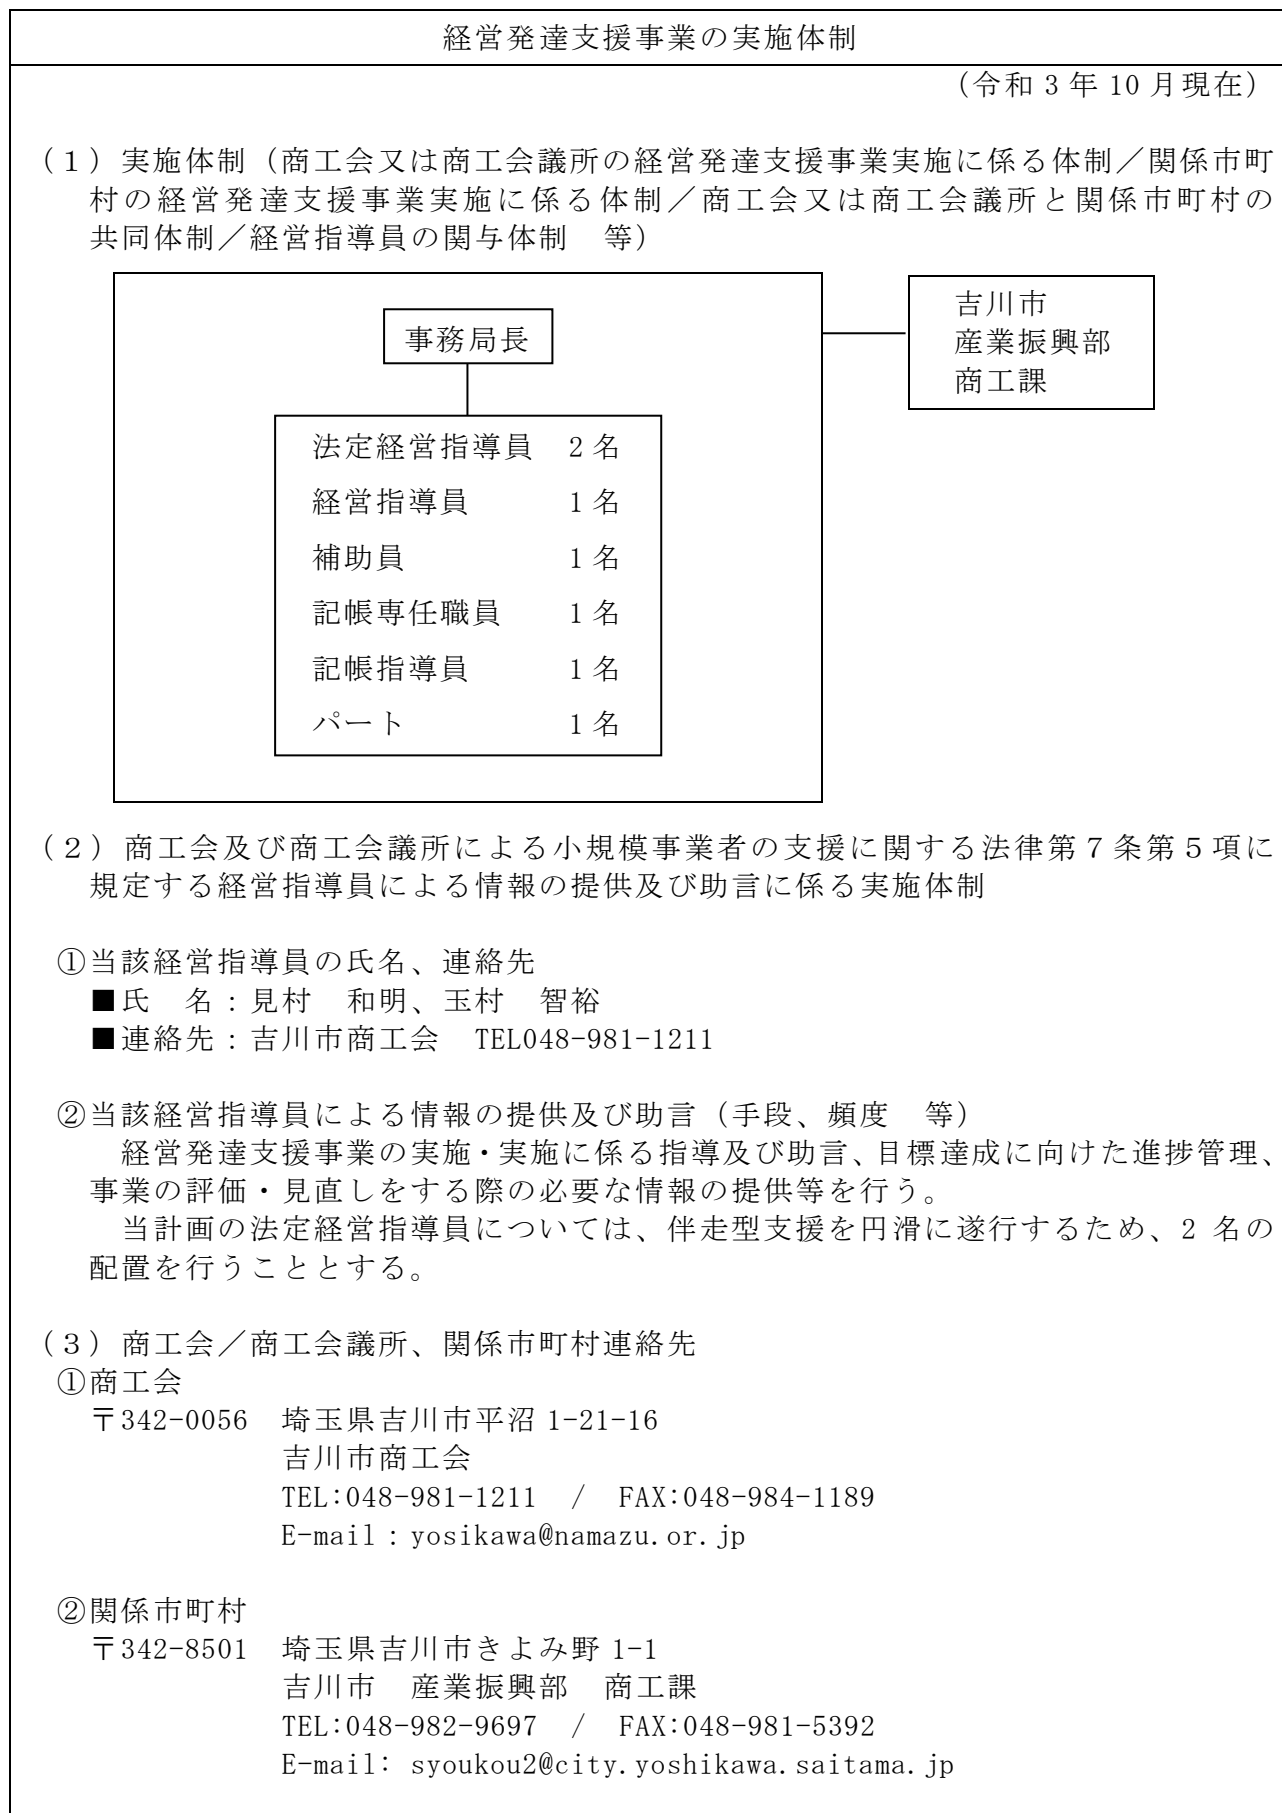 経営発達支援事業の実施体制
（令和 3 年 10 月現在）
（１）実施体制（商工会又は商工会議所の経営発達支援事業実施に係る体制／関係市町
村の経営発達支援事業実施に係る体制／商工会又は商工会議所と関係市町村の
共同体制／経営指導員の関与体制　等）
事務局長
吉川市
産業振興部
商工課
法定経営指導員　2 名
経営指導員　1 名
補助員　1 名
記帳専任職員　1 名
記帳指導員　1 名
パート　1 名
（２）商工会及び商工会議所による小規模事業者の支援に関する法律第７条第５項に
規定する経営指導員による情報の提供及び助言に係る実施体制
①当該経営指導員の氏名、連絡先
■氏　名：見村　和明、玉村　智裕
■連絡先：吉川市商工会　TEL048-981-1211
②当該経営指導員による情報の提供及び助言（手段、頻度　等）
経営発達支援事業の実施・実施に係る指導及び助言、目標達成に向けた進捗管理、
事業の評価・見直しをする際の必要な情報の提供等を行う。
当計画の法定経営指導員については、伴走型支援を円滑に遂行するため、2 名の
配置を行うこととする。
（３）商工会／商工会議所、関係市町村連絡先
①商工会
〒342-0056　埼玉県吉川市平沼 1-21-16
吉川市商工会
TEL:048-981-1211　/　FAX:048-984-1189
E-mail：yosikawa@namazu.or.jp
②関係市町村
〒342-8501　埼玉県吉川市きよみ野 1-1
吉川市　産業振興部　商工課
TEL:048-982-9697　/　FAX:048-981-5392
E-mail: syoukou2@city.yoshikawa.saitama.jp